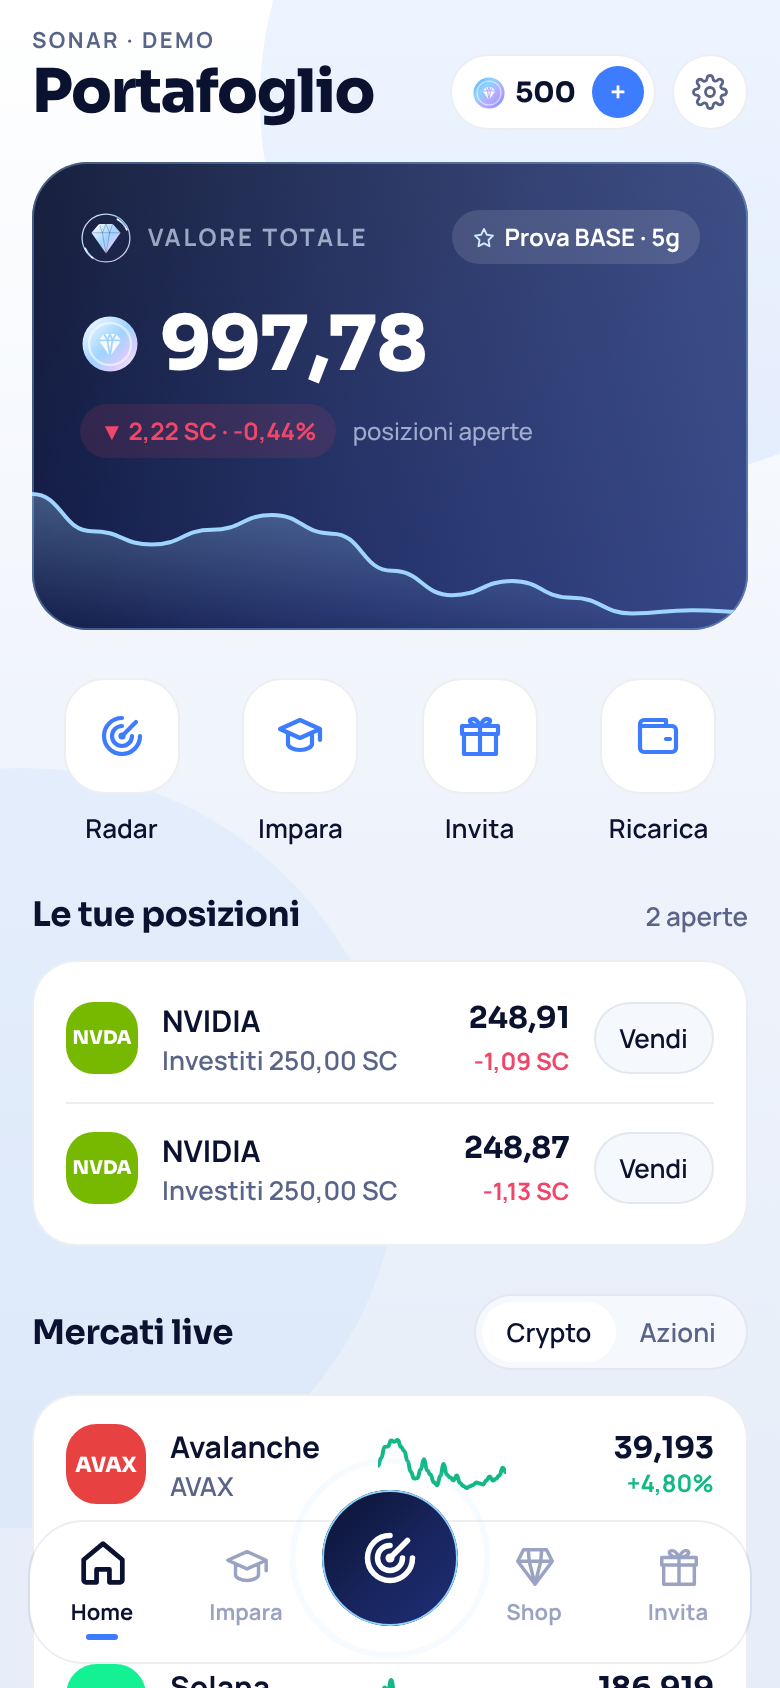 SONAR · DEMO
Portafoglio
500
+
VALORE TOTALE
Prova BASE · 5g
997,78
▼ 2,22 SC · -0,44%
posizioni aperte
Radar
Impara
Invita
Ricarica
Le tue posizioni
2 aperte
NVDA
NVIDIA
Investiti 250,00 SC
248,91
-1,09 SC
Vendi
NVDA
NVIDIA
Investiti 250,00 SC
248,87
-1,13 SC
Vendi
Mercati live
Crypto
Azioni
AVAX
Avalanche
AVAX
39,193
+4,80%
Home
Impara
Shop
Invita
Solana
186,919